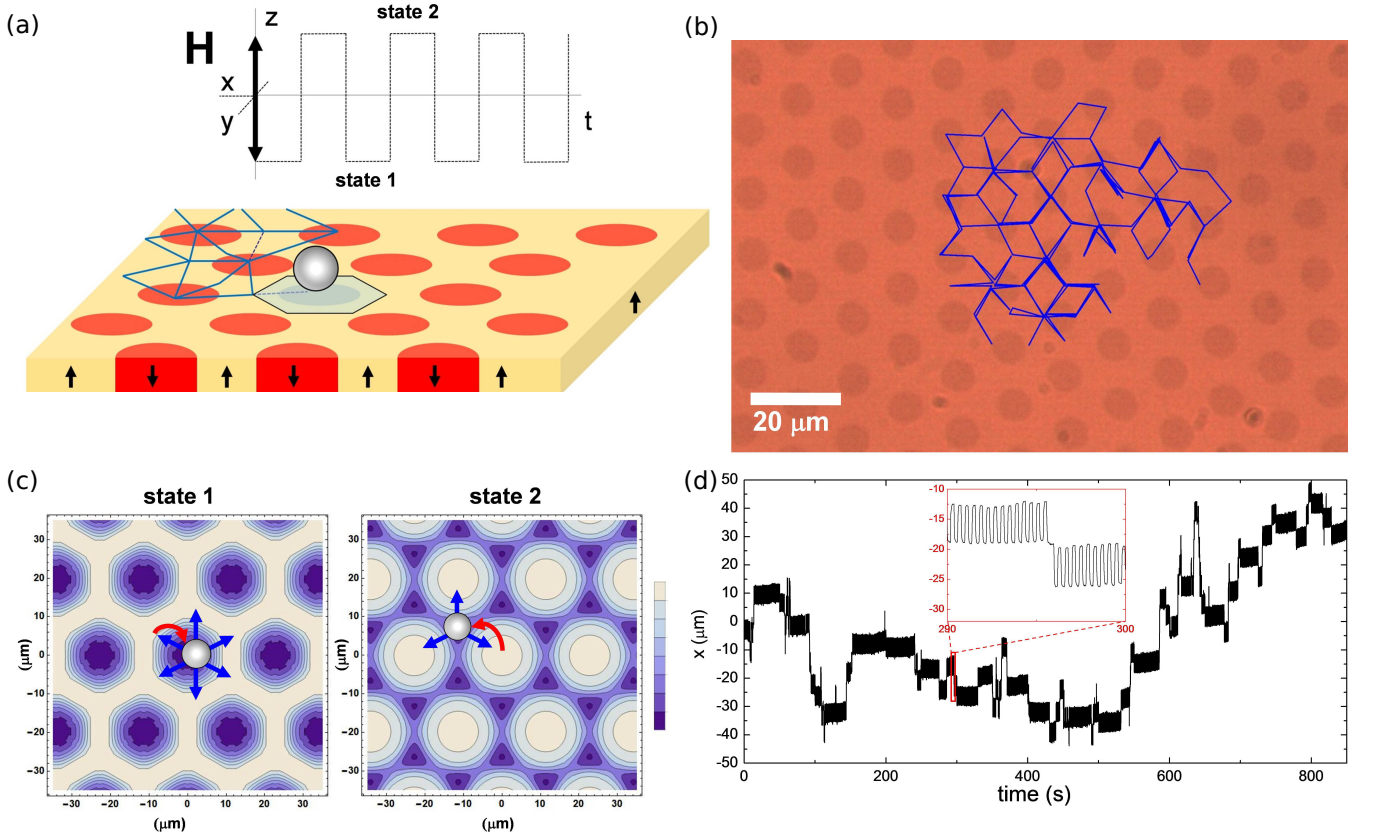 (a)
state 2
z
H
x
y
t
state 1
(b)
20 μm
(c)
state 1
state 2
30
20
10
0
−10
−20
−30
(μm)
−30 −20 −10 0 10 20 30
(μm)
30
20
10
0
−10
−20
−30
(μm)
−30 −20 −10 0 10 20 30
(μm)
(d)
50
40
30
20
10
0
-10
-20
-30
-40
-50
x (μm)
-10
-15
-20
-25
-30
290 300
0 200 400 600 800
time (s)